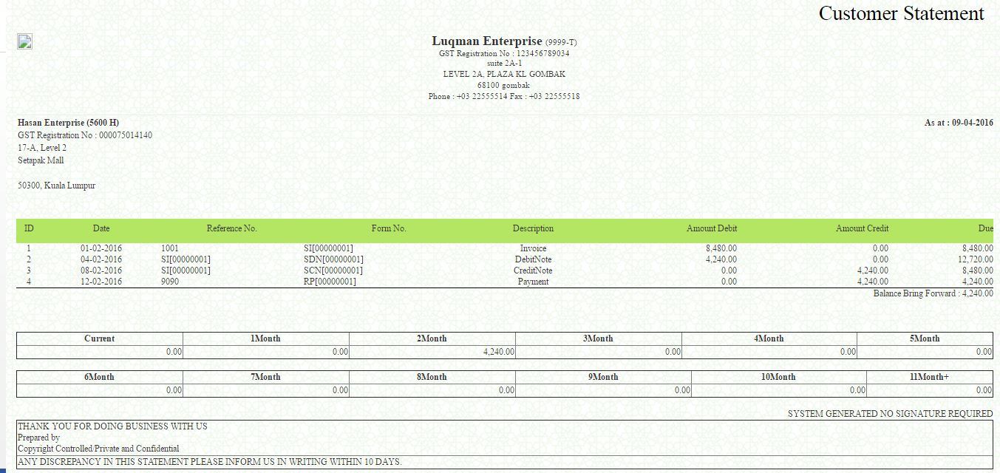 Customer Statement
Luqman Enterprise (9999-T)
GST Registration No : 123456789034
suite 2A-1
LEVEL 2A, PLAZA KL GOMBAK
68100 gombak
Phone : +03 22555514 Fax : +03 22555518
Hasan Enterprise (5600 H) As at : 09-04-2016
GST Registration No : 000075014140
17-A, Level 2
Setapak Mall
50300, Kuala Lumpur
ID Date Reference No. Form No. Description Amount Debit Amount Credit Due
1 01-02-2016 1001 SI[00000001] Invoice 8,480.00 0.00 8,480.00
2 04-02-2016 SI[00000001] SDN[00000001] DebitNote 4,240.00 0.00 12,720.00
3 08-02-2016 SI[00000001] SCN[00000001] CreditNote 0.00 4,240.00 8,480.00
4 12-02-2016 9090 RP[00000001] Payment 0.00 4,240.00 4,240.00
Balance Bring Forward : 4,240.00
Current 1Month 2Month 3Month 4Month 5Month
0.00 0.00 4,240.00 0.00 0.00 0.00
6Month 7Month 8Month 9Month 10Month 11Month+
0.00 0.00 0.00 0.00 0.00 0.00
SYSTEM GENERATED NO SIGNATURE REQUIRED
THANK YOU FOR DOING BUSINESS WITH US
Prepared by
Copyright Controlled/Private and Confidential
ANY DISCREPANCY IN THIS STATEMENT PLEASE INFORM US IN WRITING WITHIN 10 DAYS.